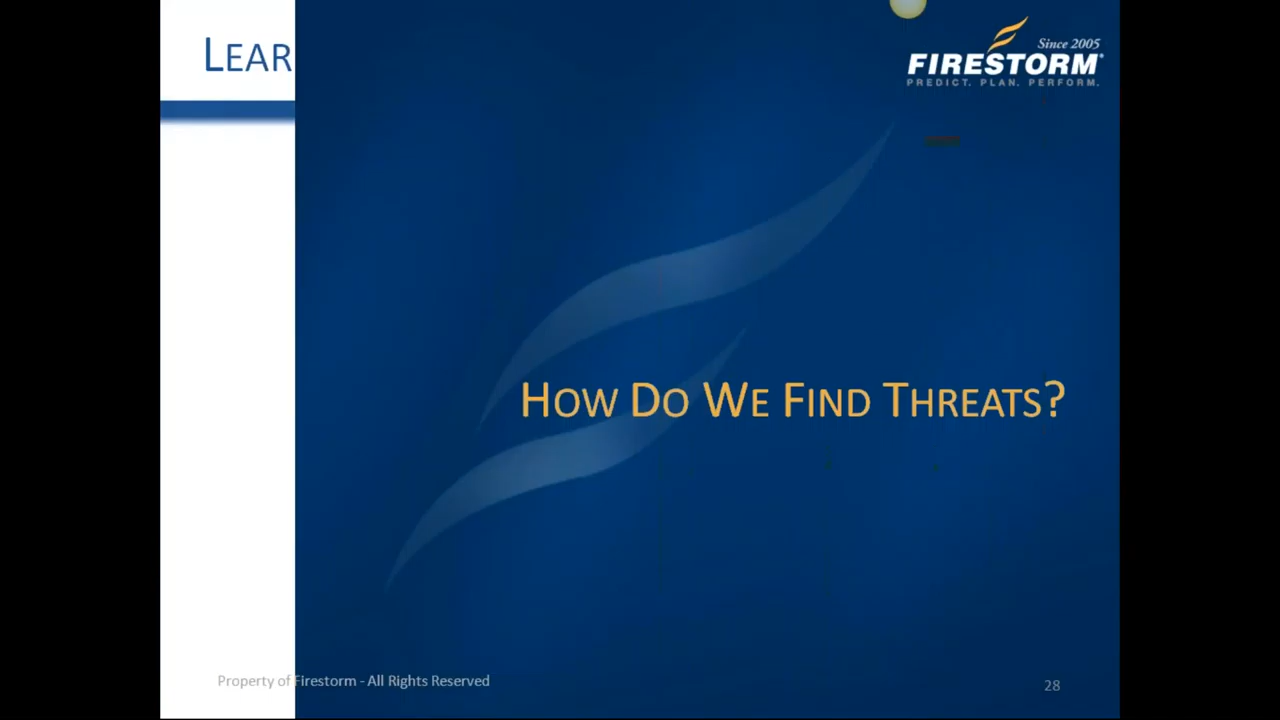 LEAR
Since 2005
FIRESTORM®
PREDICT. PLAN. PERFORM.
HOW DO WE FIND THREATS?
Property of Firestorm - All Rights Reserved
28